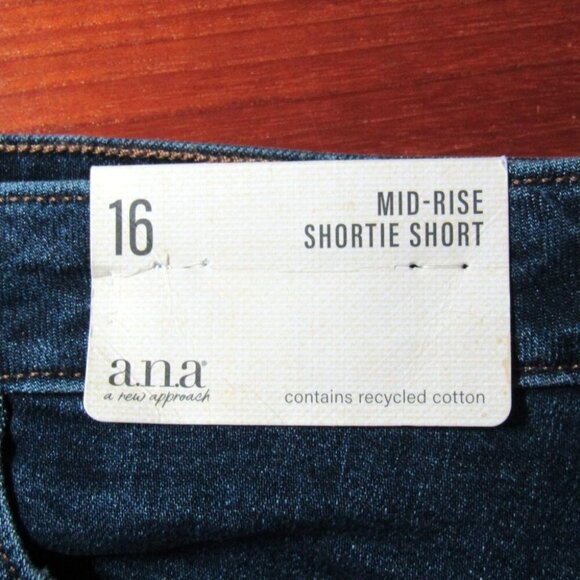 16
MID-RISE
SHORTIE SHORT
a.n.a®
a new approach
contains recycled cotton